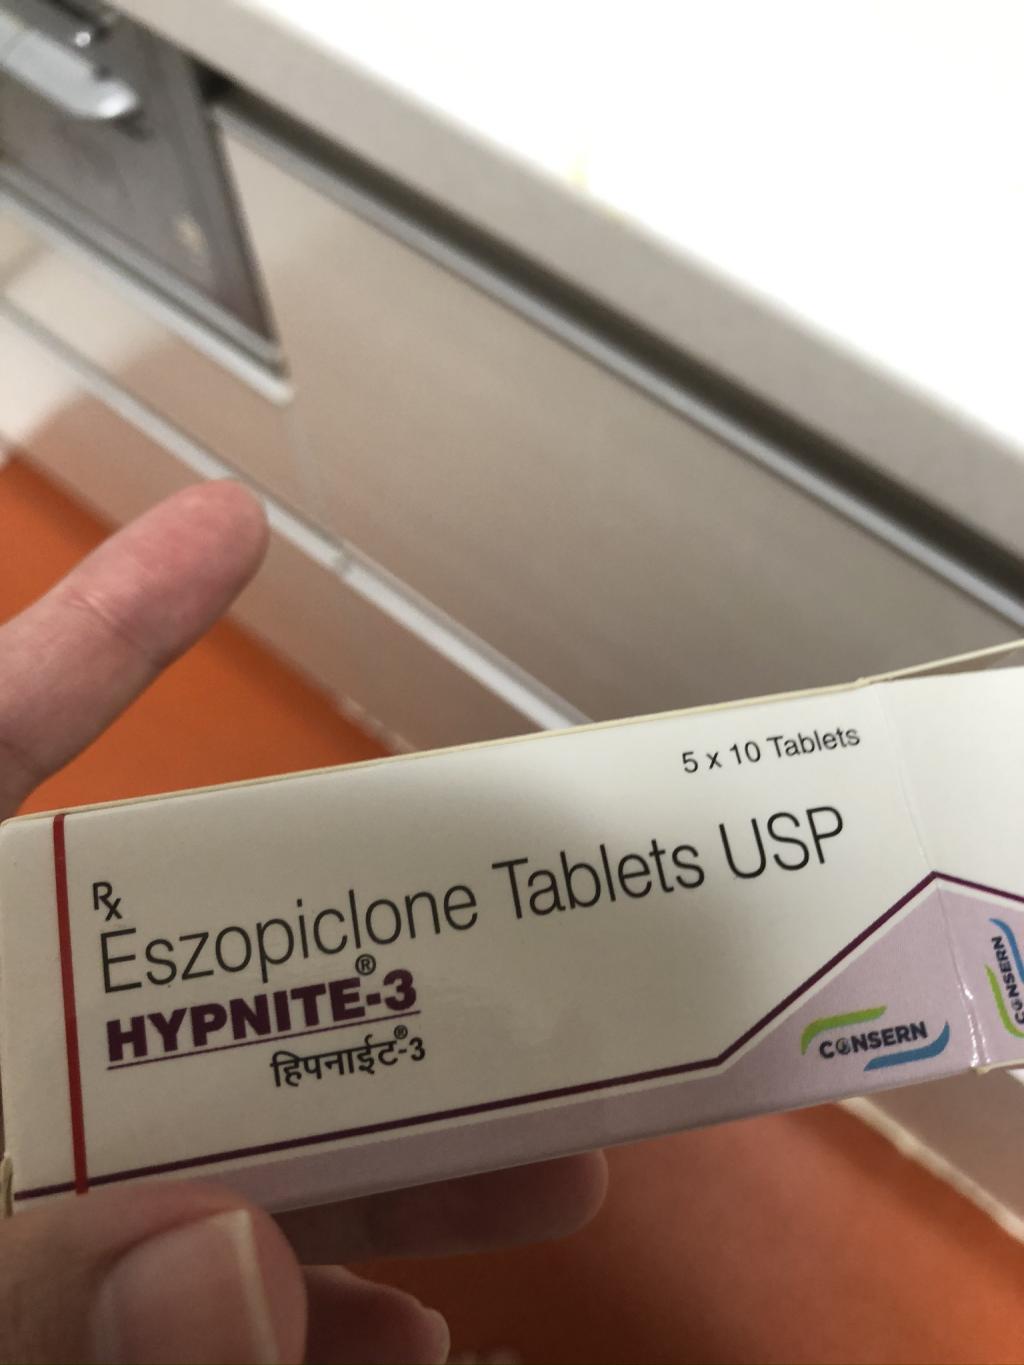 5 x 10 Tablets
Rx
Eszopiclone Tablets USP
HYPNITE®-3
हिपनाईट®-3
CONSERN
CONSERN